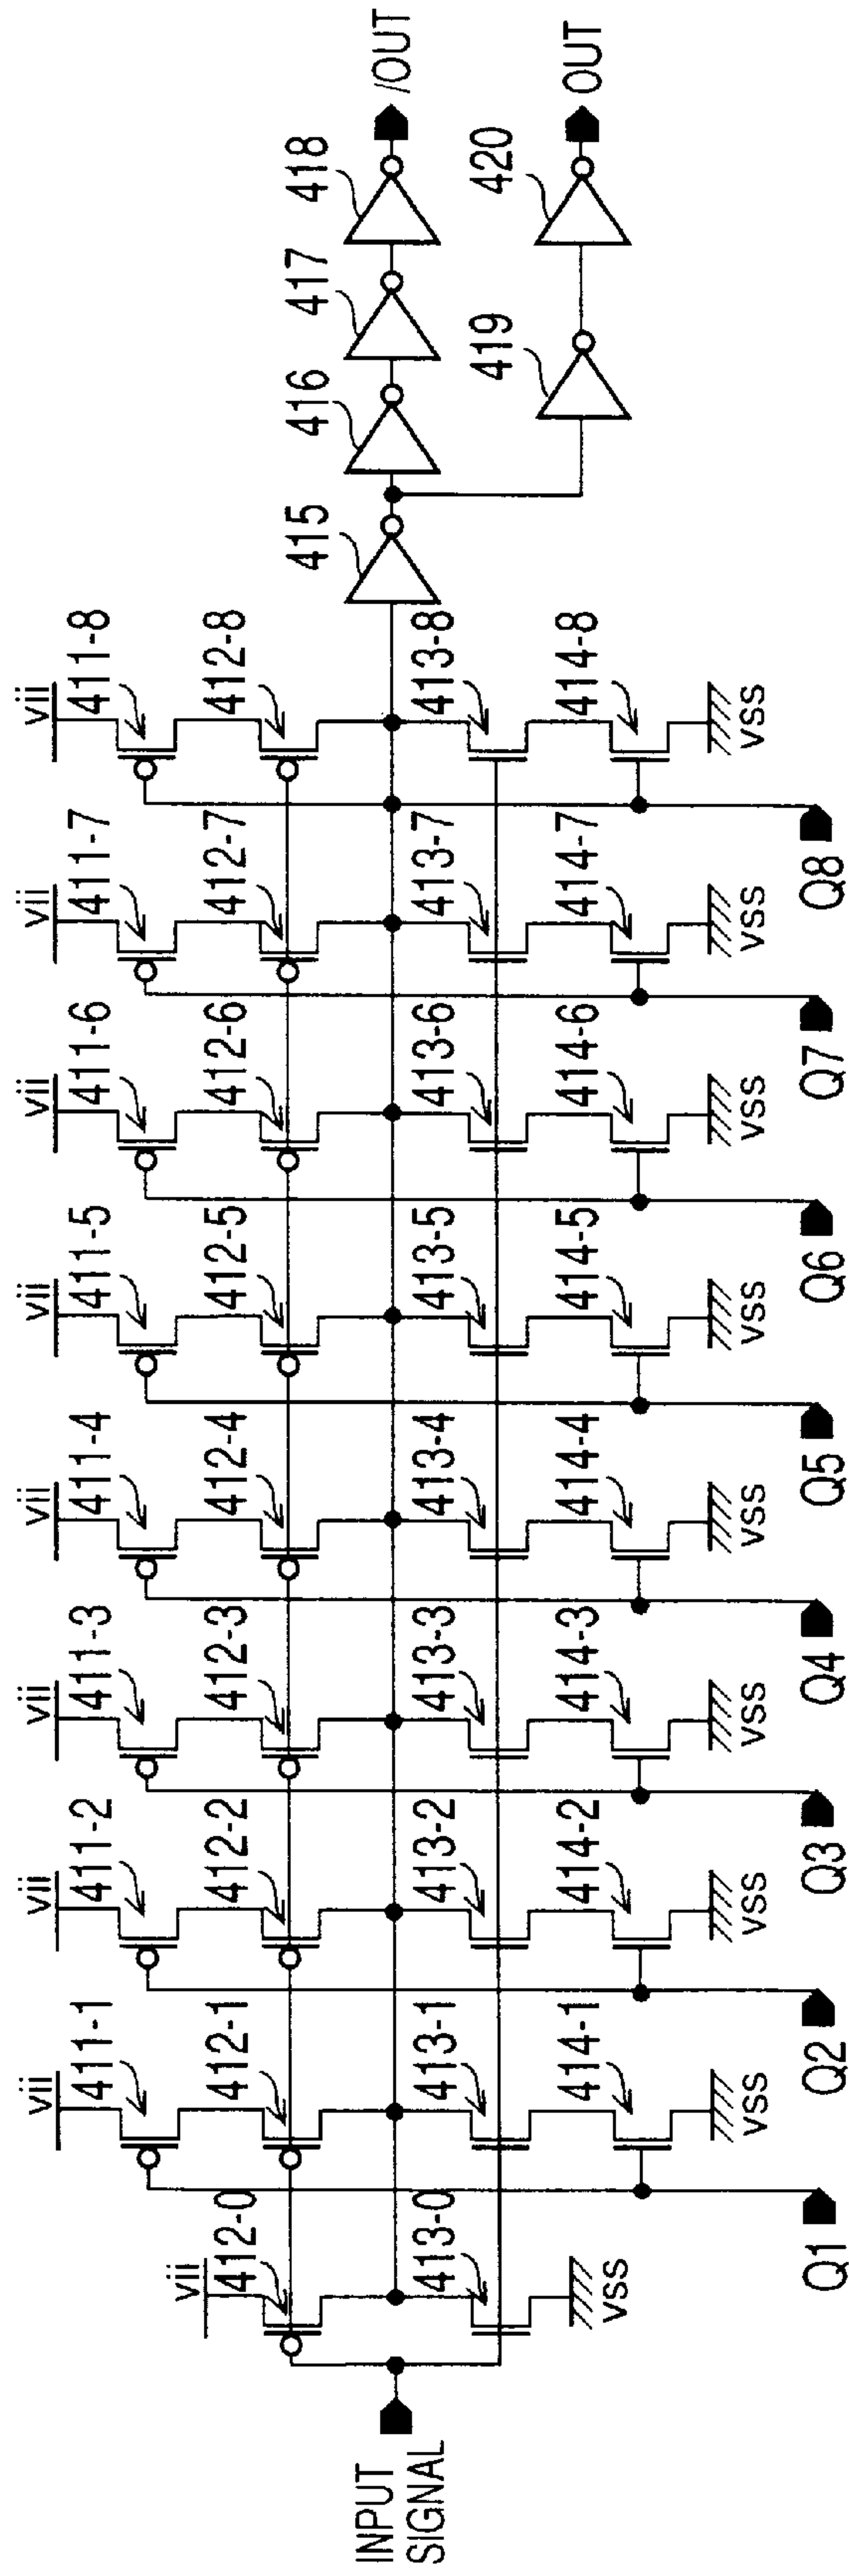 INPUT
SIGNAL
vii
412-0
413-0
VSS
vii
411-1
412-1
413-1
414-1
VSS
Q1
vii
411-2
412-2
413-2
414-2
VSS
Q2
vii
411-3
412-3
413-3
414-3
VSS
Q3
vii
411-4
412-4
413-4
414-4
VSS
Q4
vii
411-5
412-5
413-5
414-5
VSS
Q5
vii
411-6
412-6
413-6
414-6
VSS
Q6
vii
411-7
412-7
413-7
414-7
VSS
Q7
vii
411-8
412-8
413-8
414-8
VSS
Q8
415
416
417
418
/OUT
419
420
OUT